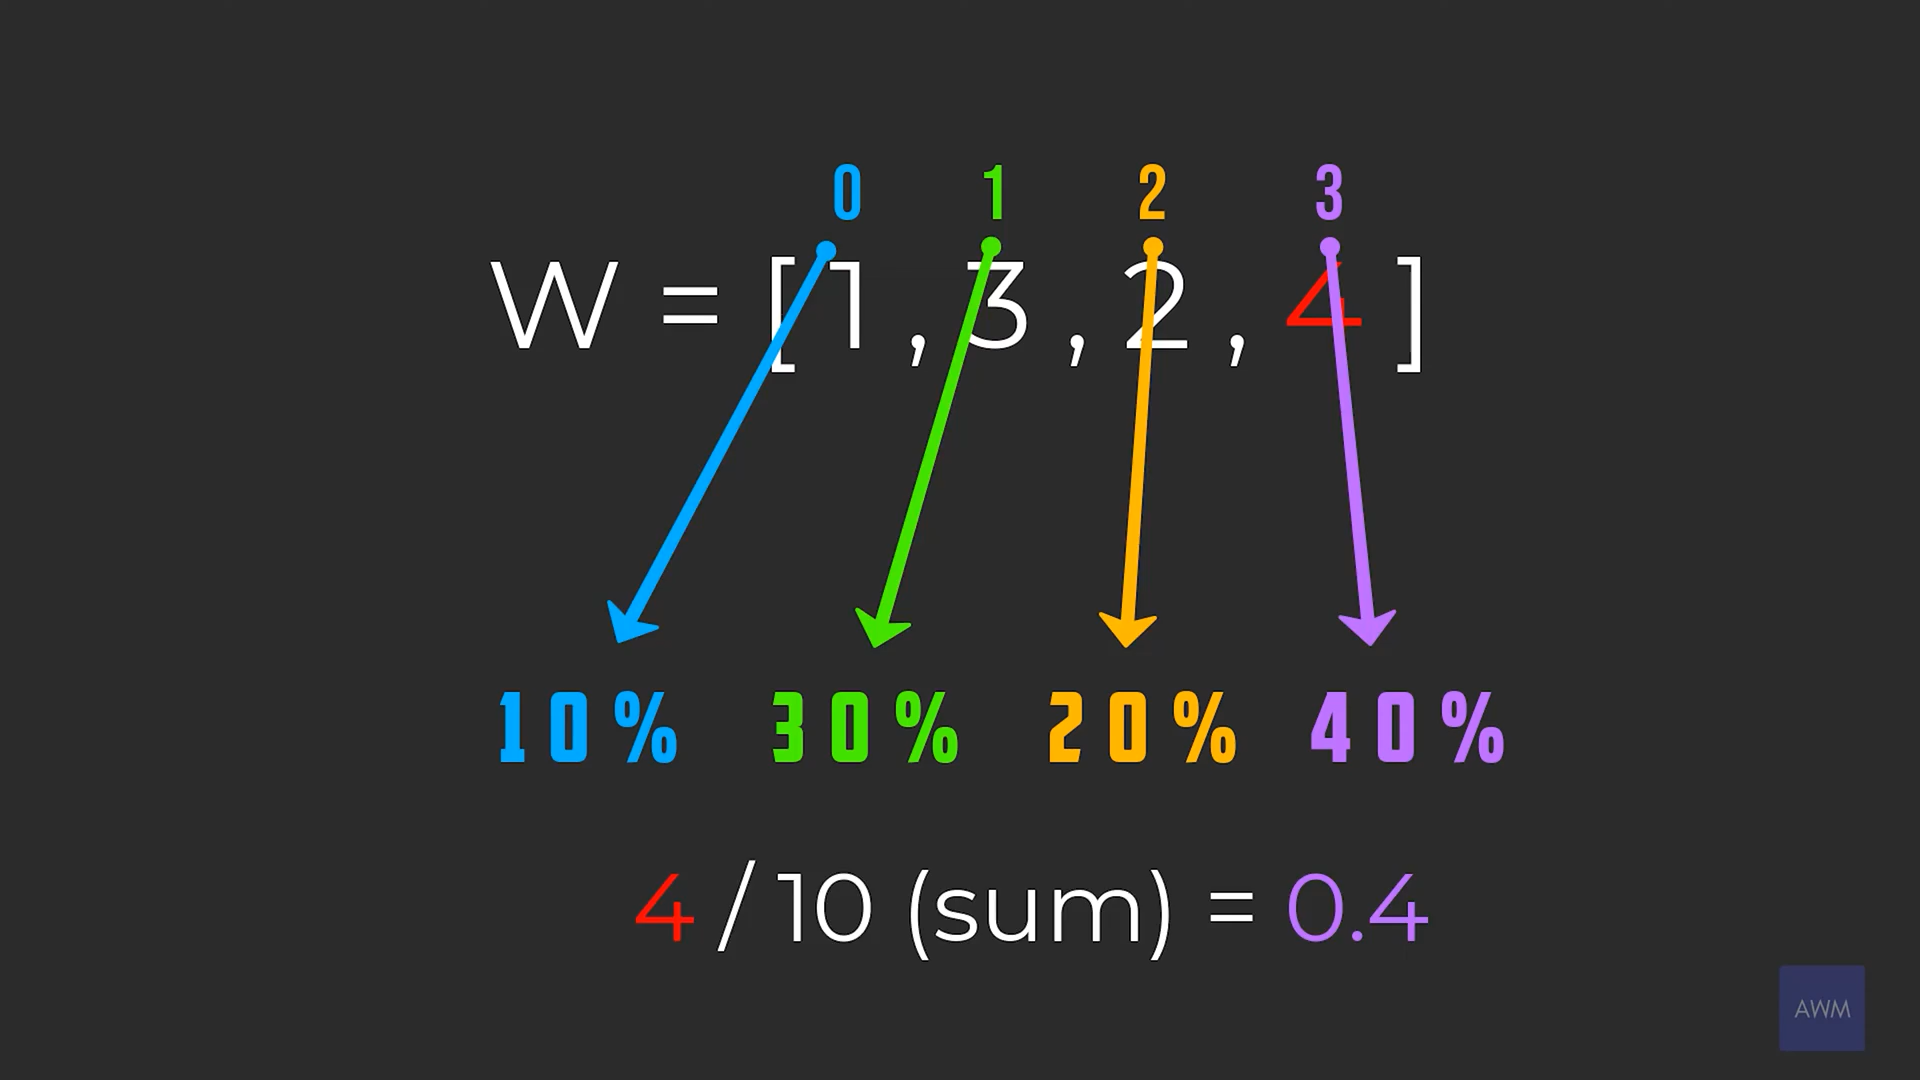 0 1 2 3
W = [ 1 , 3 , 2 , 4 ]
10% 30% 20% 40%
4 / 10 (sum) = 0.4
AWM